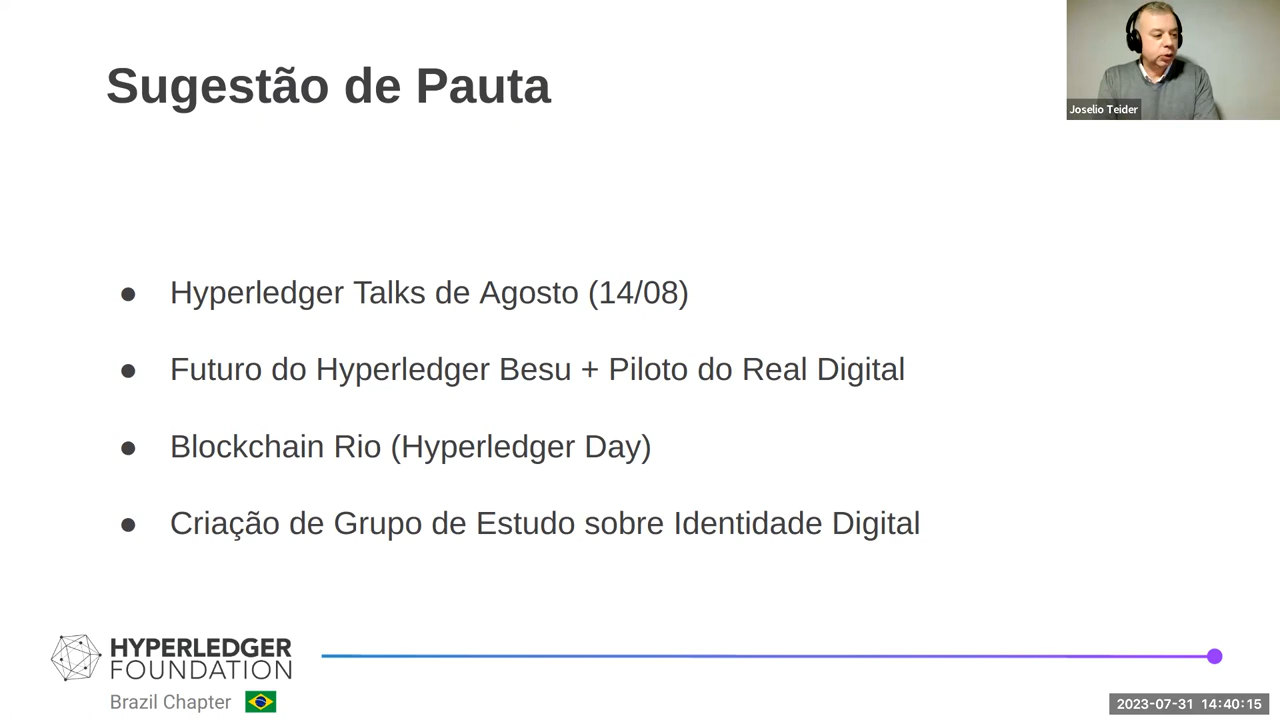 Sugestão de Pauta
Joselio Teider
● Hyperledger Talks de Agosto (14/08)
● Futuro do Hyperledger Besu + Piloto do Real Digital
● Blockchain Rio (Hyperledger Day)
● Criação de Grupo de Estudo sobre Identidade Digital
HYPERLEDGER
FOUNDATION
Brazil Chapter
2023-07-31 14:40:15